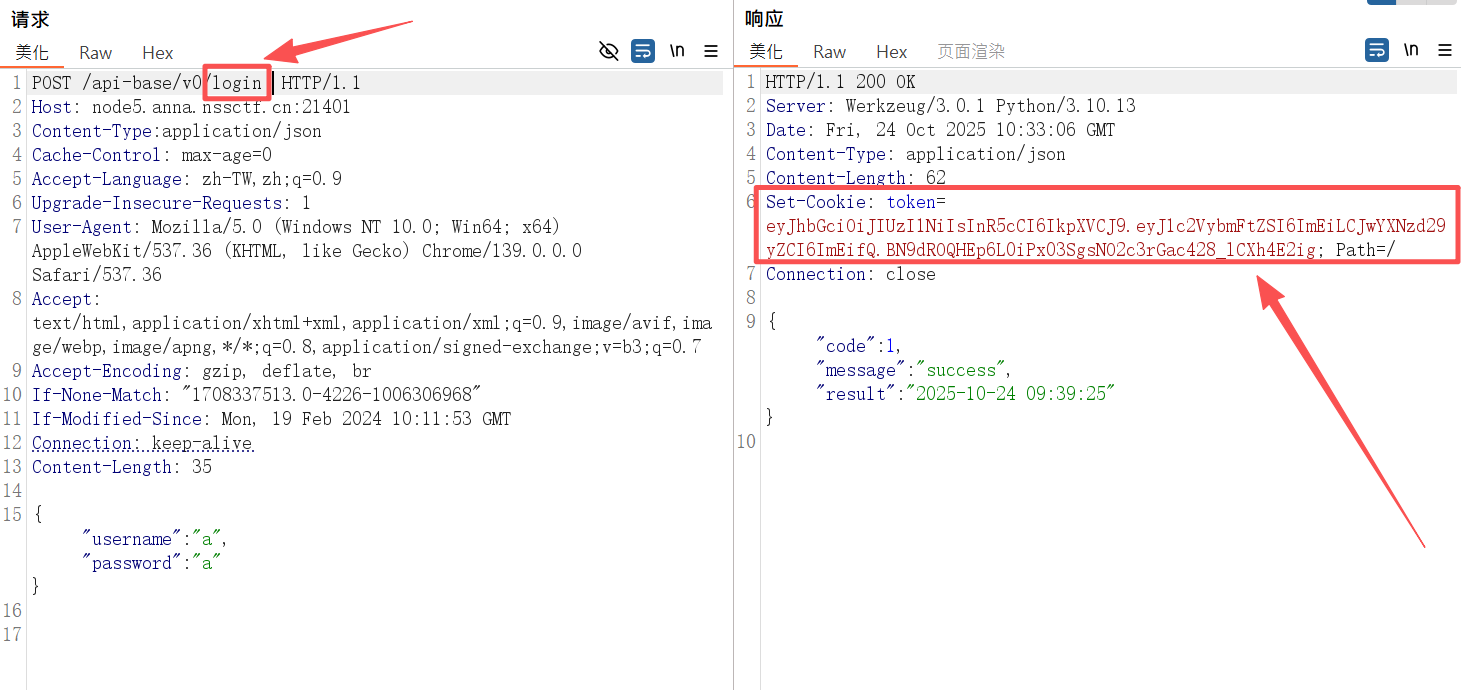 请求
美化 Raw Hex \n
1 POST /api-base/v0/login HTTP/1.1
2 Host: node5.anna.nssctf.cn:21401
3 Content-Type:application/json
4 Cache-Control: max-age=0
5 Accept-Language: zh-TW,zh;q=0.9
6 Upgrade-Insecure-Requests: 1
7 User-Agent: Mozilla/5.0 (Windows NT 10.0; Win64; x64)
AppleWebKit/537.36 (KHTML, like Gecko) Chrome/139.0.0.0
Safari/537.36
8 Accept:
text/html,application/xhtml+xml,application/xml;q=0.9,image/avif,ima
ge/webp,image/apng,*/*;q=0.8,application/signed-exchange;v=b3;q=0.7
9 Accept-Encoding: gzip, deflate, br
10 If-None-Match: "1708337513.0-4226-1006306968"
11 If-Modified-Since: Mon, 19 Feb 2024 10:11:53 GMT
12 Connection: keep-alive
13 Content-Length: 35
14
15 {
"username":"a",
"password":"a"
}
16
17
响应
美化 Raw Hex 页面渲染 \n
1 HTTP/1.1 200 OK
2 Server: Werkzeug/3.0.1 Python/3.10.13
3 Date: Fri, 24 Oct 2025 10:33:06 GMT
4 Content-Type: application/json
5 Content-Length: 62
6 Set-Cookie: token=
eyJhbGciOiJIUzI1NiIsInR5cCI6IkpXVCJ9.eyJ1c2VybmFtZSI6ImEiLCJwYXNzd29
yZCI6ImEifQ.BN9dROQHEp6L0iPxO3SgsNO2c3rGac428_lCXh4E2ig; Path=/
7 Connection: close
8
9 {
"code":1,
"message":"success",
"result":"2025-10-24 09:39:25"
}
10